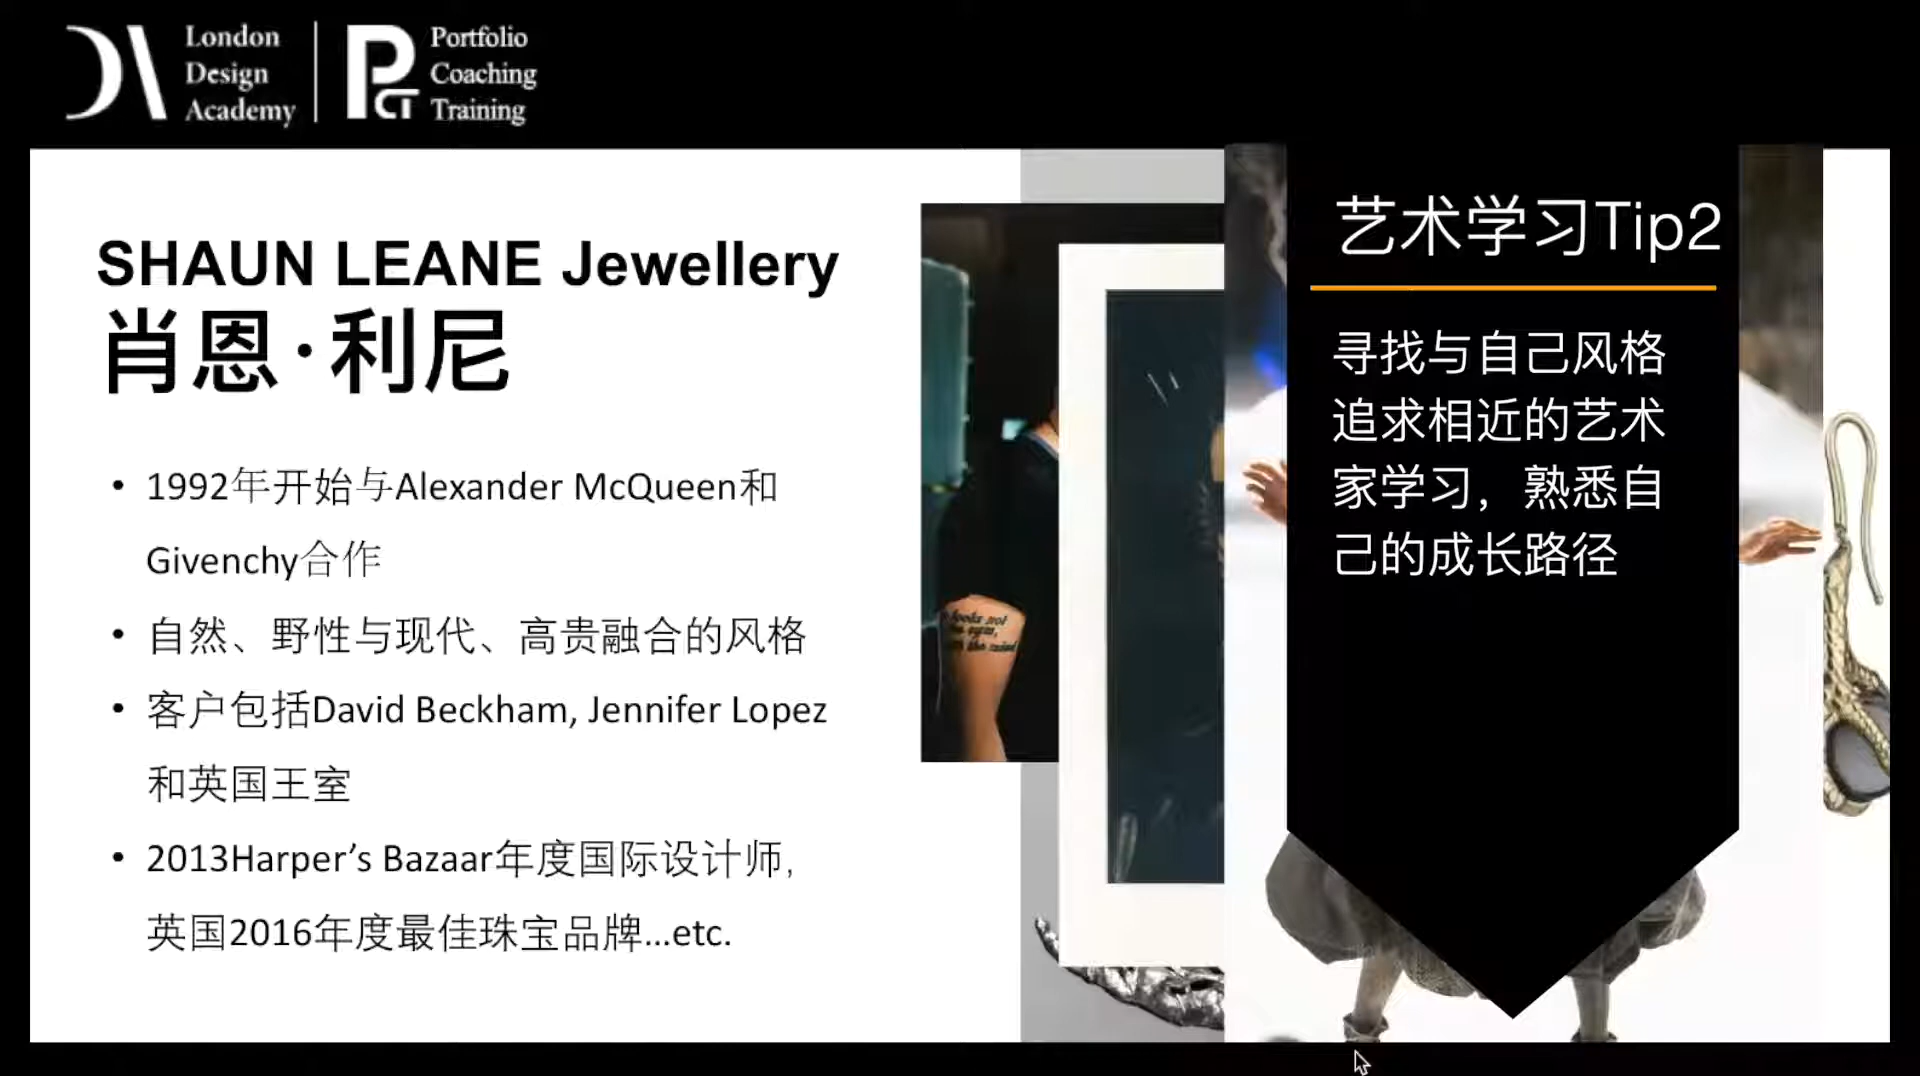 London
Design
Academy
Portfolio
Coaching
Training
SHAUN LEANE Jewellery
肖恩·利尼
• 1992年开始与Alexander McQueen和
Givenchy合作
• 自然、野性与现代、高贵融合的风格
• 客户包括David Beckham, Jennifer Lopez
和英国王室
• 2013Harper’s Bazaar年度国际设计师,
英国2016年度最佳珠宝品牌...etc.
艺术学习Tip2
寻找与自己风格
追求相近的艺术
家学习，熟悉自
己的成长路径
looks not
the mind